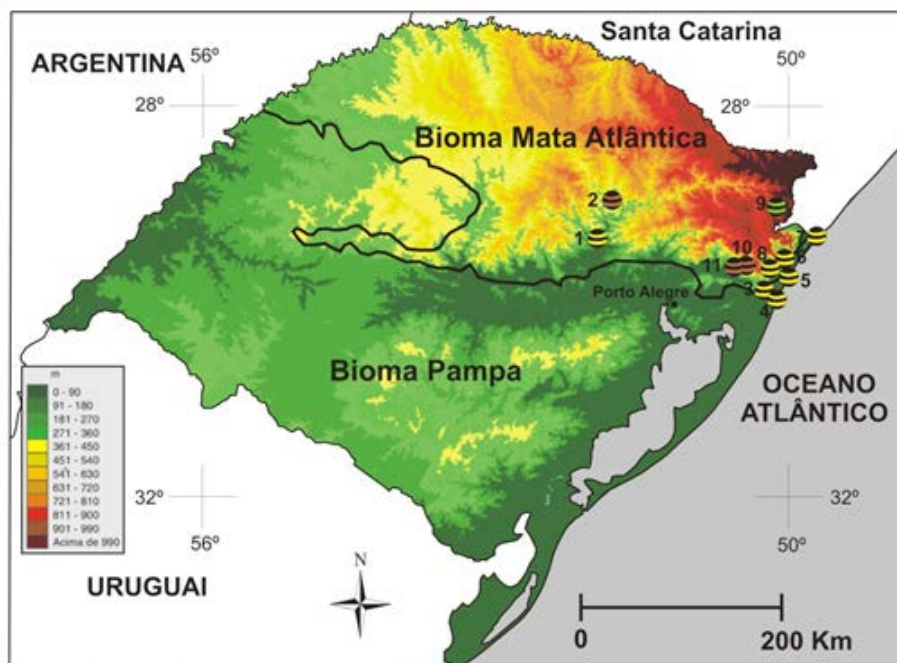 Santa Catarina
ARGENTINA
56º
50º
28º
28º
Bioma Mata Atlântica
2
9
1
7
10
8
6
11
5
3
Porto Alegre
4
Bioma Pampa
m
0 - 90
91 - 180
181 - 270
271 - 360
361 - 450
451 - 540
541 - 630
631 - 720
721 - 810
811 - 900
901 - 990
Acima de 990
OCEANO
ATLÂNTICO
32º
32º
56º
50º
URUGUAI
N
0
200 Km